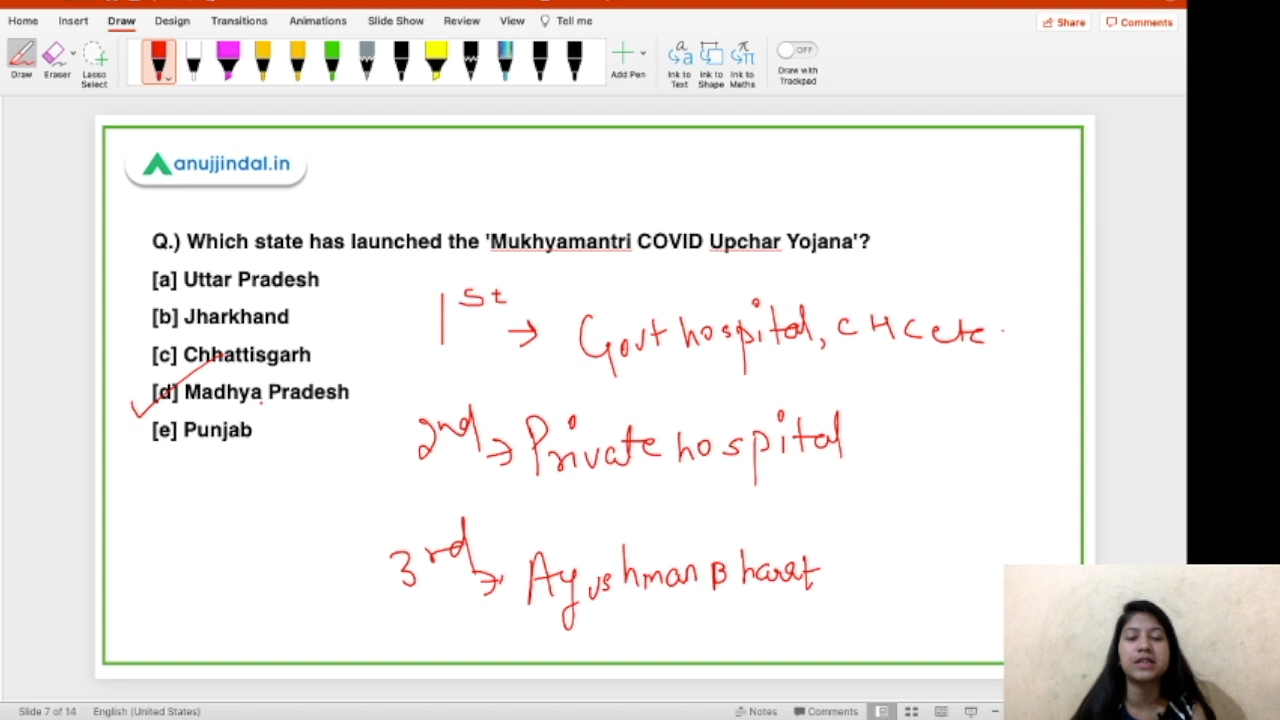 Home Insert Draw Design Transitions Animations Slide Show Review View Tell me Share Comments
Draw Eraser Lasso Select Add Pen Ink to Text Ink to Shape Ink to Maths OFF Draw with Trackpad
anujjindal.in
Q.) Which state has launched the 'Mukhyamantri COVID Upchar Yojana'?
[a] Uttar Pradesh
[b] Jharkhand
[c] Chhattisgarh
[d] Madhya Pradesh
[e] Punjab
1st → Govt hospital, CHC etc.
2nd → Private hospital
3rd → Ayushman Bharat
Slide 7 of 14 English (United States) Notes Comments